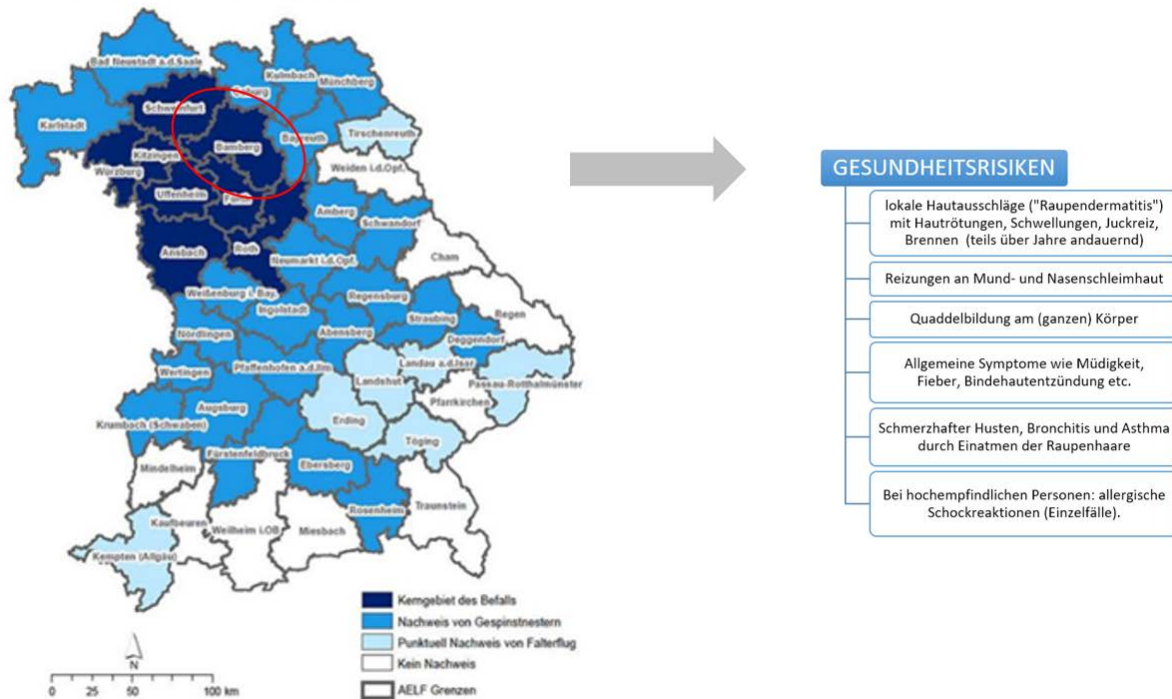 Bad Neustadt a.d.Saale
Coburg
Kulmbach
Münchberg
Karlstadt
Schweinfurt
Bamberg
Bayreuth
Tirschenreuth
Kitzingen
Würzburg
Weiden i.d.Opf.
Uffenheim
Fürth
Amberg
Schwandorf
Ansbach
Roth
Neumarkt i.d.Opf.
Cham
Weißenburg i. Bay.
Regensburg
Regen
Ingolstadt
Straubing
Nördlingen
Abensberg
Deggendorf
Wertingen
Pfaffenhofen a.d.Ilm
Landau a.d.Isar
Landshut
Passau-Rotthalmünster
Augsburg
Pfarrkirchen
Krumbach (Schwaben)
Erding
Töging
Fürstenfeldbruck
Ebersberg
Mindelheim
Rosenheim
Traunstein
Kaufbeuren
Weilheim i.OB
Miesbach
Kempten (Allgäu)
Kerngebiet des Befalls
Nachweis von Gespinstnestern
Punktuell Nachweis von Falterflug
Kein Nachweis
AELF Grenzen
N
0 25 50 100 km
GESUNDHEITSRISIKEN
lokale Hautausschläge ("Raupendermatitis")
mit Hautrötungen, Schwellungen, Juckreiz,
Brennen (teils über Jahre andauernd)
Reizungen an Mund- und Nasenschleimhaut
Quaddelbildung am (ganzen) Körper
Allgemeine Symptome wie Müdigkeit,
Fieber, Bindehautentzündung etc.
Schmerzhafter Husten, Bronchitis und Asthma
durch Einatmen der Raupenhaare
Bei hochempfindlichen Personen: allergische
Schockreaktionen (Einzelfälle).